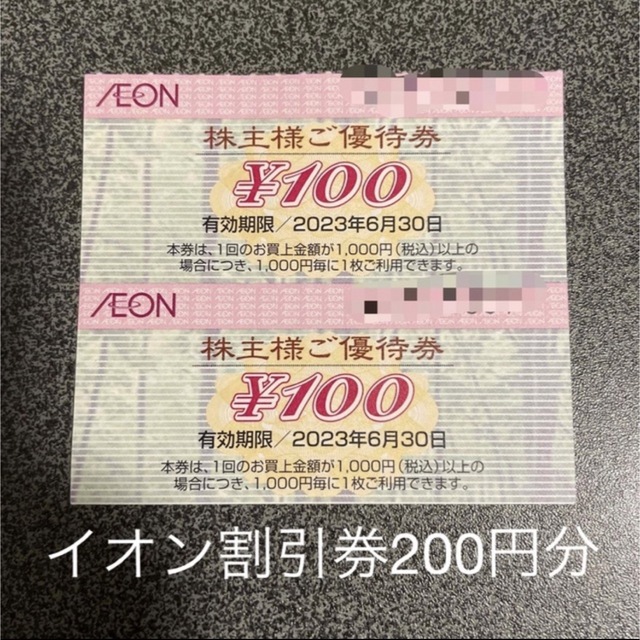 ÆON
株主様ご優待券
¥100
有効期限／2023年6月30日
本券は、1回のお買上金額が1,000円(税込)以上の
場合につき、1,000円毎に1枚ご利用できます。
ÆON
株主様ご優待券
¥100
有効期限／2023年6月30日
本券は、1回のお買上金額が1,000円(税込)以上の
場合につき、1,000円毎に1枚ご利用できます。
イオン割引券200円分